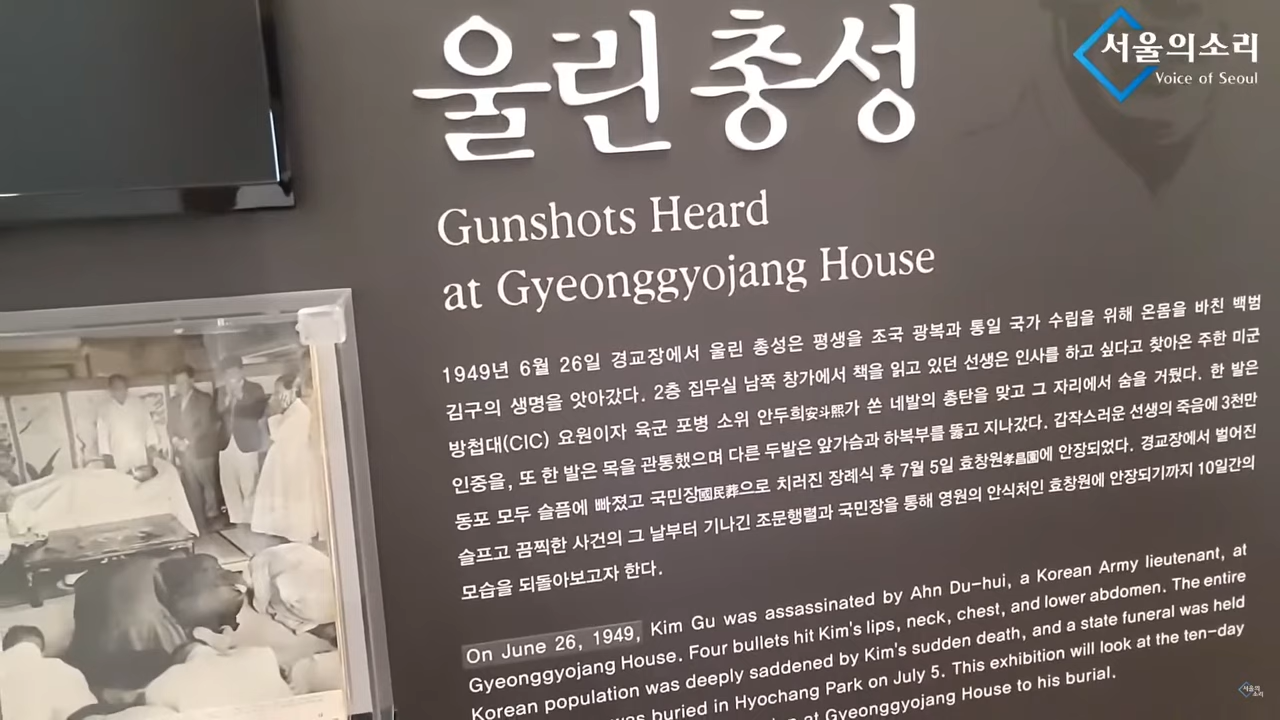 울린 총성
서울의소리
Voice of Seoul
Gunshots Heard
at Gyeonggyojang House
1949년 6월 26일 경교장에서 울린 총성은 평생을 조국 광복과 통일 국가 수립을 위해 온몸을 바친 백범
김구의 생명을 앗아갔다. 2층 집무실 남쪽 창가에서 책을 읽고 있던 선생은 인사를 하고 싶다고 찾아온 주한 미군
방첩대(CIC) 요원이자 육군 포병 소위 안두희安斗熙가 쏜 네발의 총탄을 맞고 그 자리에서 숨을 거뒀다. 한 발은
인중을, 또 한 발은 목을 관통했으며 다른 두발은 앞가슴과 하복부를 뚫고 지나갔다. 갑작스러운 선생의 죽음에 3천만
동포 모두 슬픔에 빠졌고 국민장國民葬으로 치러진 장례식 후 7월 5일 효창원孝昌園에 안장되었다. 경교장에서 벌어진
슬프고 끔찍한 사건의 그 날부터 기나긴 조문행렬과 국민장을 통해 영원의 안식처인 효창원에 안장되기까지 10일간의
모습을 되돌아보고자 한다.
On June 26, 1949, Kim Gu was assassinated by Ahn Du-hui, a Korean Army lieutenant, at
Gyeonggyojang House. Four bullets hit Kim's lips, neck, chest, and lower abdomen. The entire
Korean population was deeply saddened by Kim's sudden death, and a state funeral was held
was buried in Hyochang Park on July 5. This exhibition will look at the ten-day
at Gyeonggyojang House to his burial.
서울의
소리